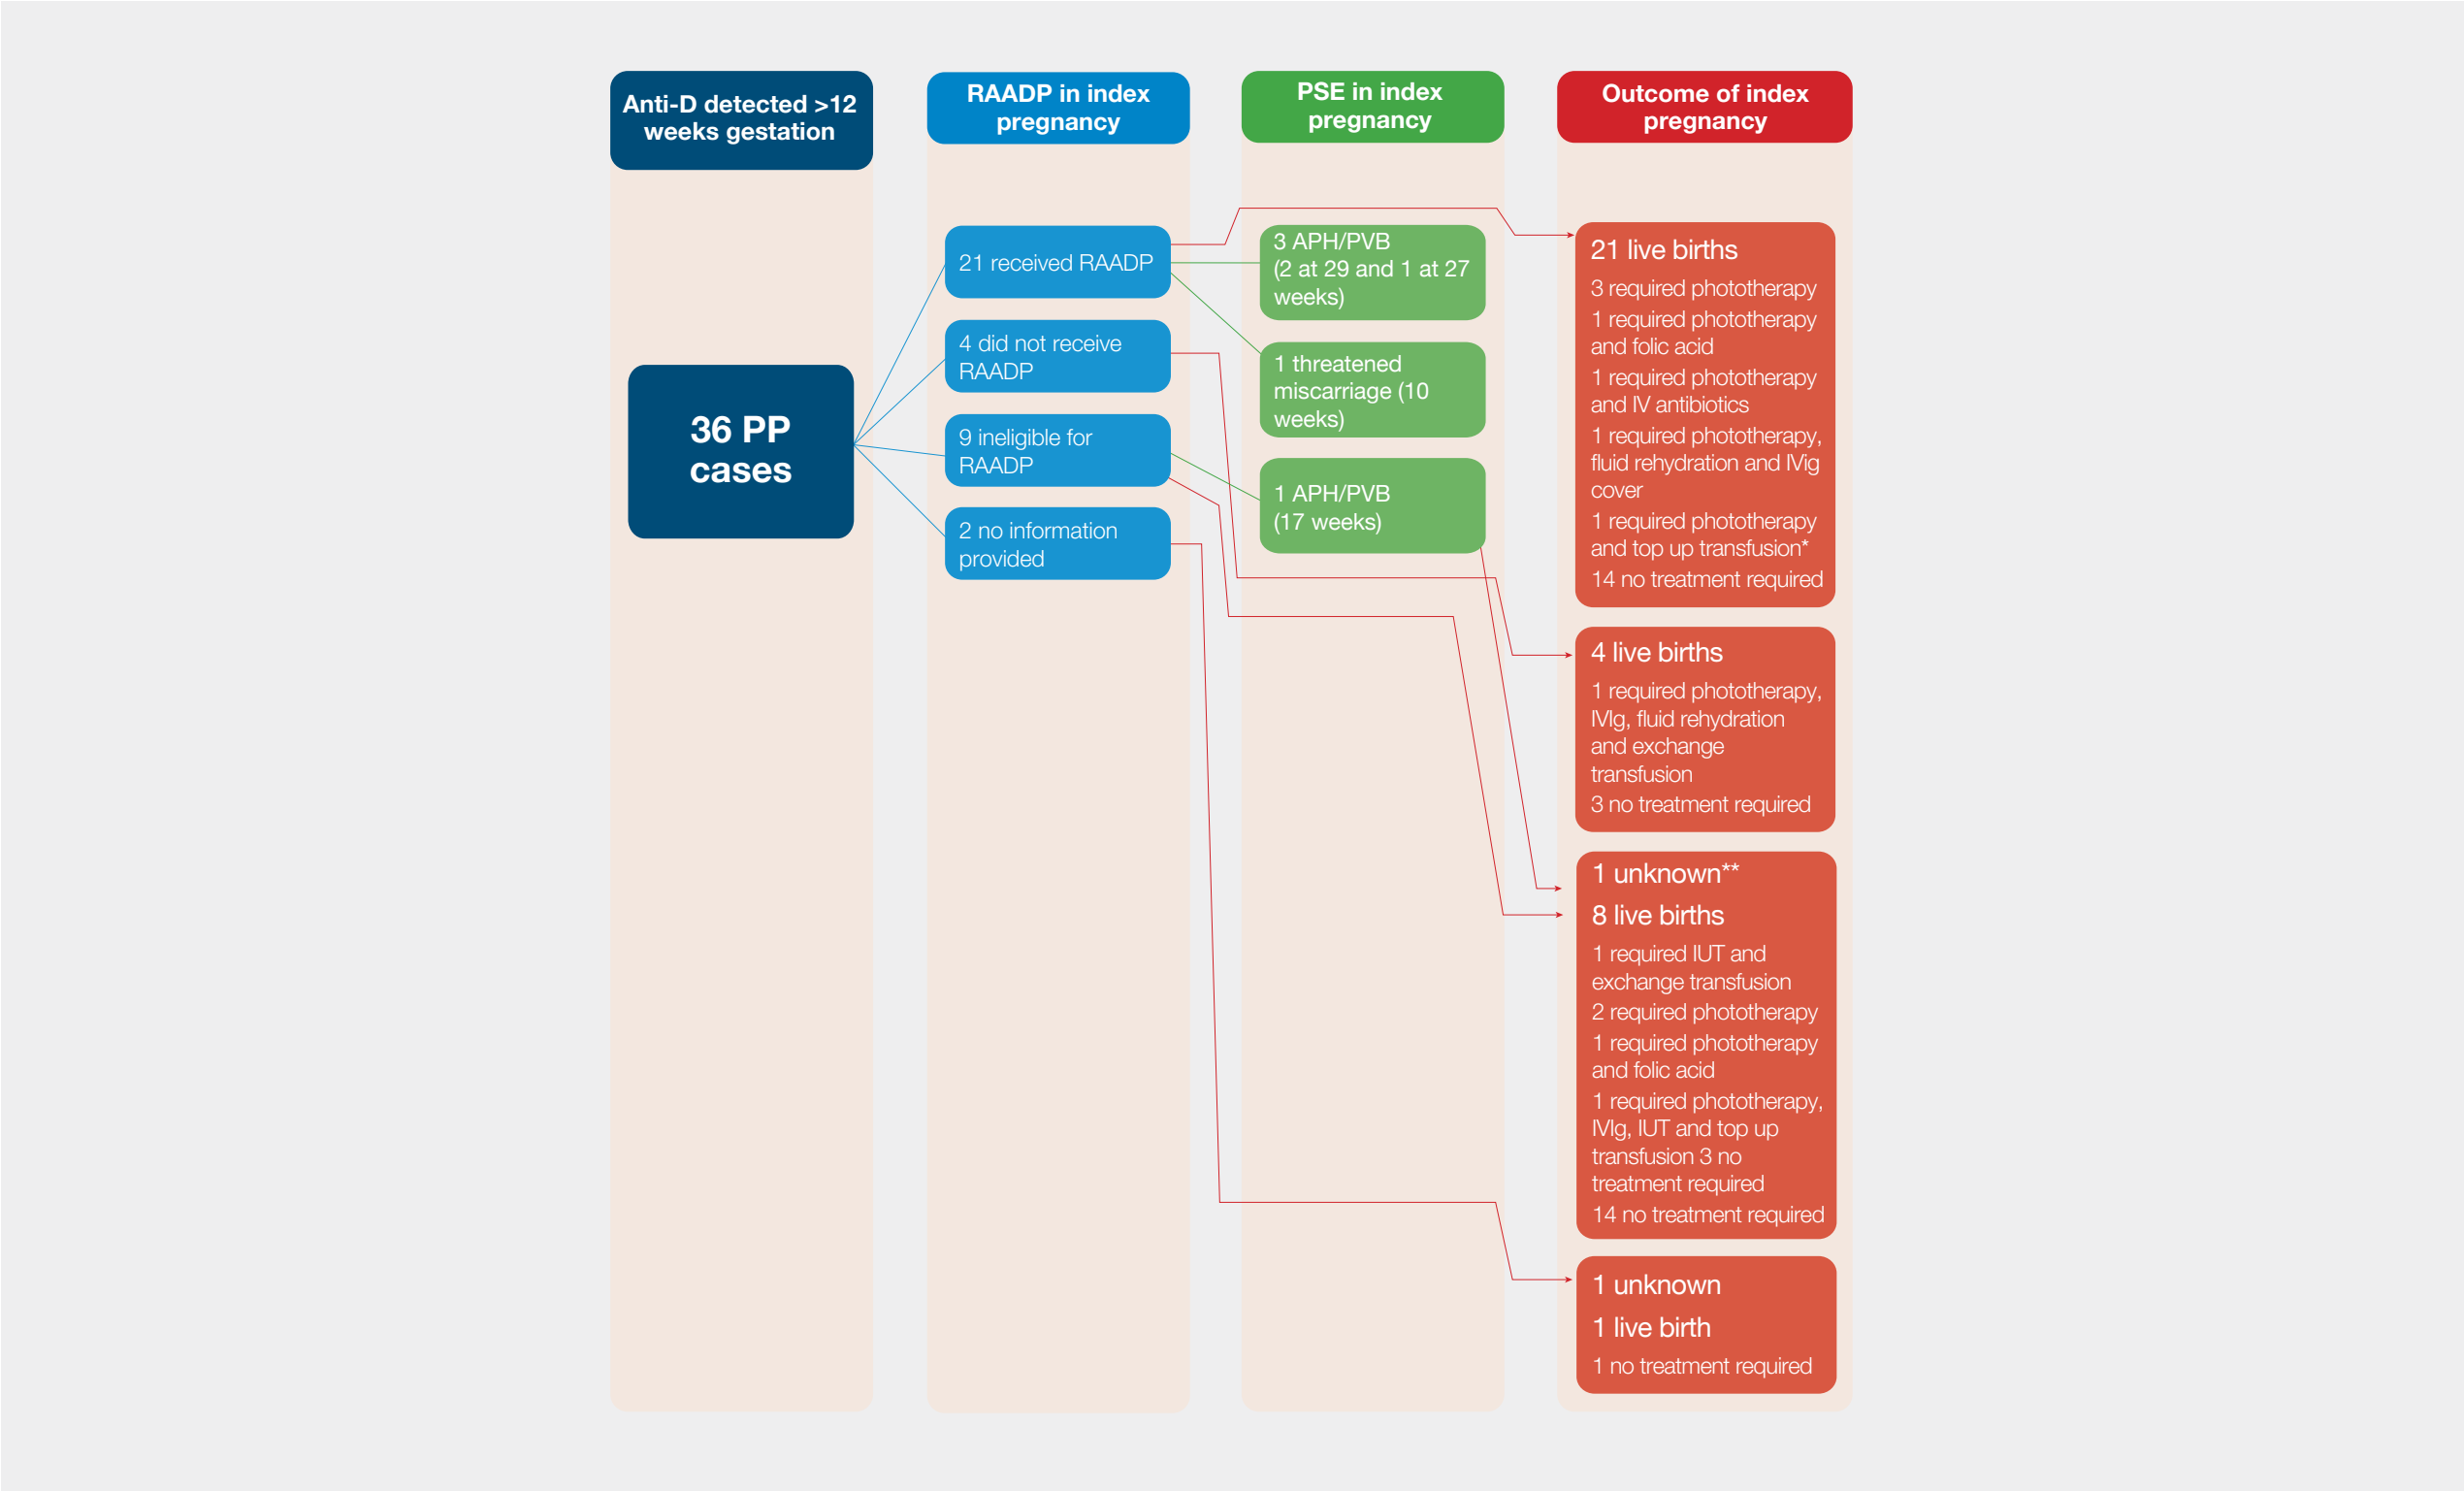 Anti-D detected >12
weeks gestation
RAADP in index
pregnancy
PSE in index
pregnancy
Outcome of index
pregnancy
36 PP
cases
21 received RAADP
4 did not receive
RAADP
9 ineligible for
RAADP
2 no information
provided
3 APH/PVB
(2 at 29 and 1 at 27
weeks)
1 threatened
miscarriage (10
weeks)
1 APH/PVB
(17 weeks)
21 live births
3 required phototherapy
1 required phototherapy
and folic acid
1 required phototherapy
and IV antibiotics
1 required phototherapy,
fluid rehydration and IVig
cover
1 required phototherapy
and top up transfusion*
14 no treatment required
4 live births
1 required phototherapy,
IVIg, fluid rehydration
and exchange
transfusion
3 no treatment required
1 unknown**
8 live births
1 required IUT and
exchange transfusion
2 required phototherapy
1 required phototherapy
and folic acid
1 required phototherapy,
IVIg, IUT and top up
transfusion 3 no
treatment required
14 no treatment required
1 unknown
1 live birth
1 no treatment required